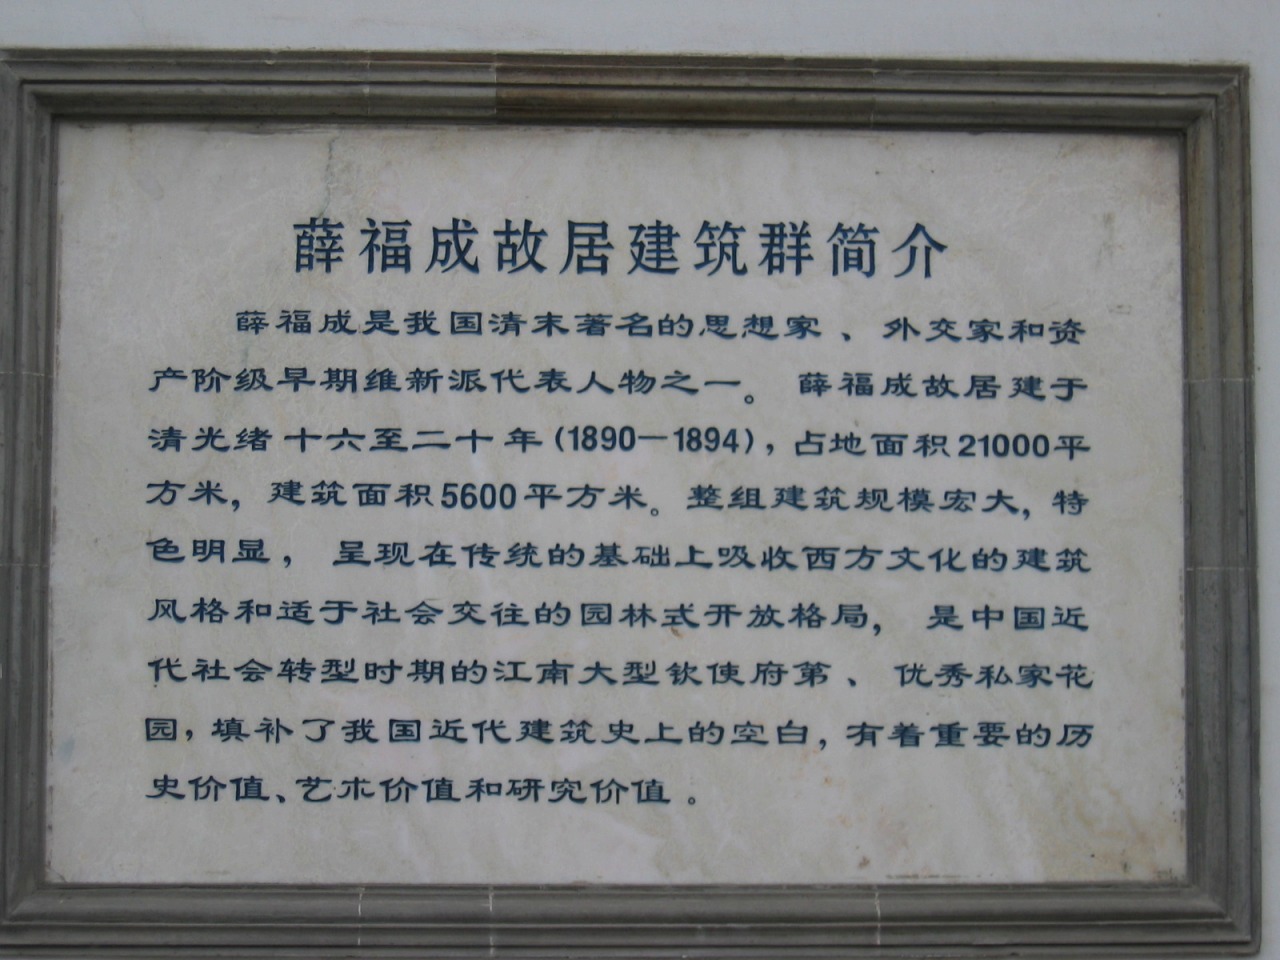 薛福成故居建筑群简介
薛福成是我国清末著名的思想家、外交家和资
产阶级早期维新派代表人物之一。薛福成故居建于
清光绪十六至二十年(1890—1894),占地面积21000平
方米,建筑面积5600平方米。整组建筑规模宏大,特
色明显,呈现在传统的基础上吸收西方文化的建筑
风格和适于社会交往的园林式开放格局,是中国近
代社会转型时期的江南大型钦使府第、优秀私家花
园,填补了我国近代建筑史上的空白,有着重要的历
史价值、艺术价值和研究价值。